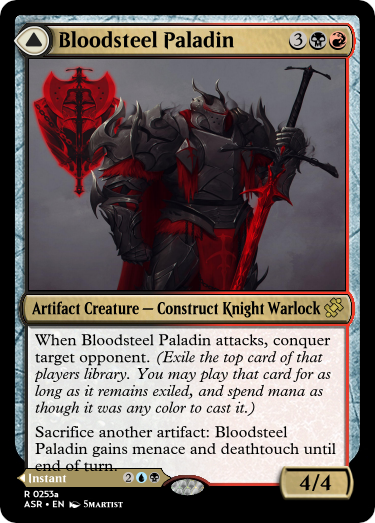 Bloodsteel Paladin 3
Artifact Creature — Construct Knight Warlock
When Bloodsteel Paladin attacks, conquer
target opponent. (Exile the top card of that
players library. You may play that card for as
long as it remains exiled, and spend mana as
though it was any color to cast it.)
Sacrifice another artifact: Bloodsteel
Paladin gains menace and deathtouch until
end of turn.
Instant 2
4/4
R 0253a
ASR • EN SMARTIST